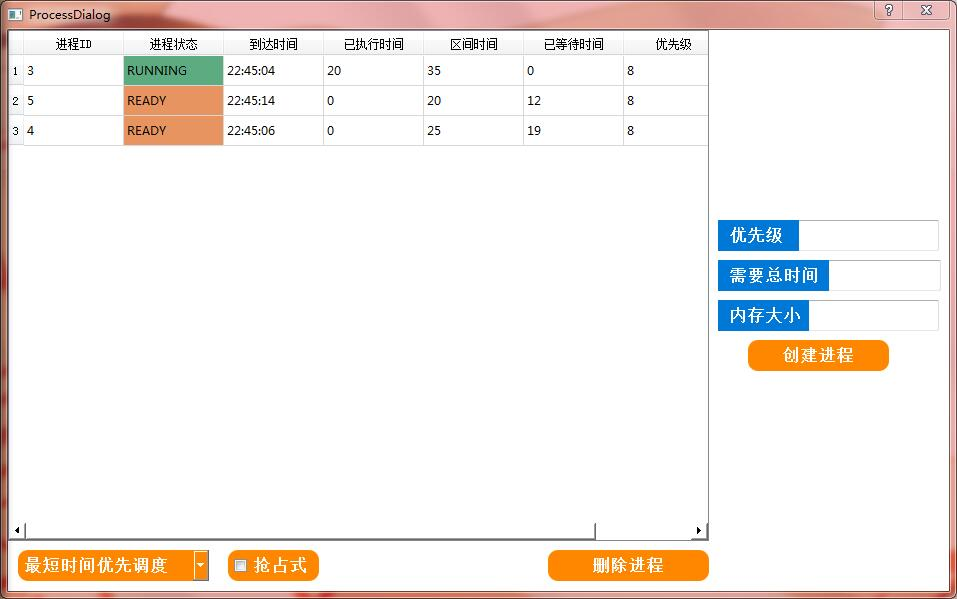 ProcessDialog
进程ID 进程状态 到达时间 已执行时间 区间时间 已等待时间 优先级
1 3 RUNNING 22:45:04 20 35 0 8
2 5 READY 22:45:14 0 20 12 8
3 4 READY 22:45:06 0 25 19 8
优先级
需要总时间
内存大小
创建进程
最短时间优先调度 抢占式 删除进程